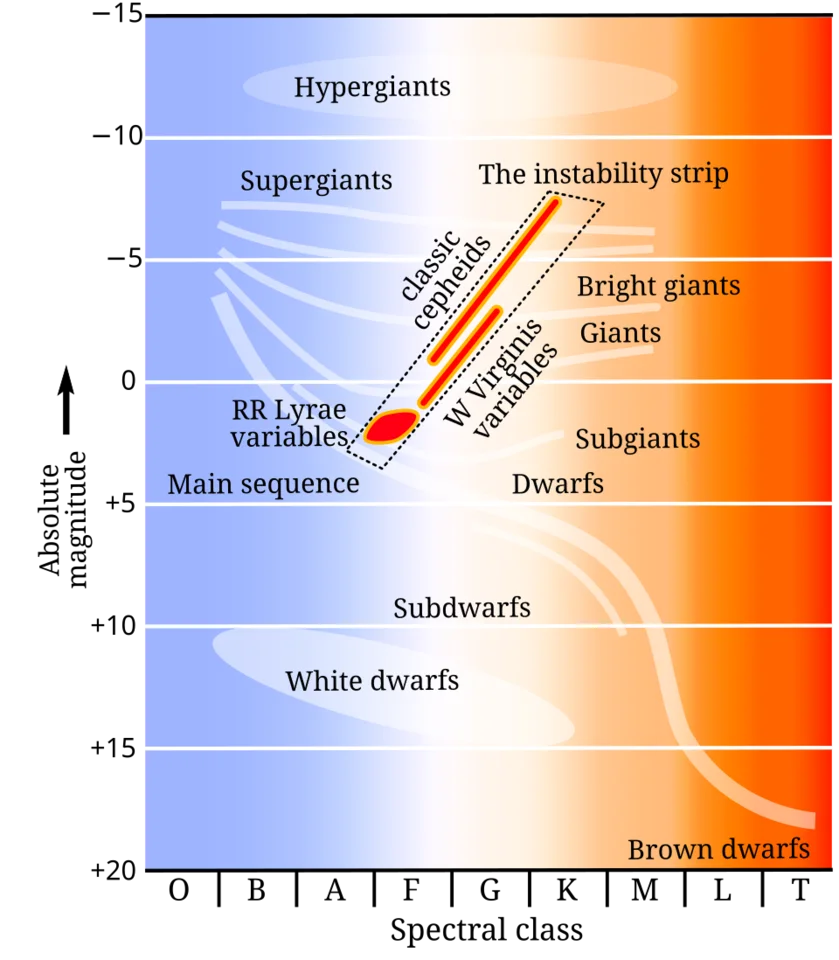 −15
Hypergiants
−10
Supergiants
The instability strip
classic
cepheids
−5
Bright giants
Giants
W Virginis
variables
0
RR Lyrae
variables
Subgiants
Main sequence
Dwarfs
Absolute
magnitude
+5
Subdwarfs
+10
White dwarfs
+15
Brown dwarfs
+20
O B A F G K M L T
Spectral class